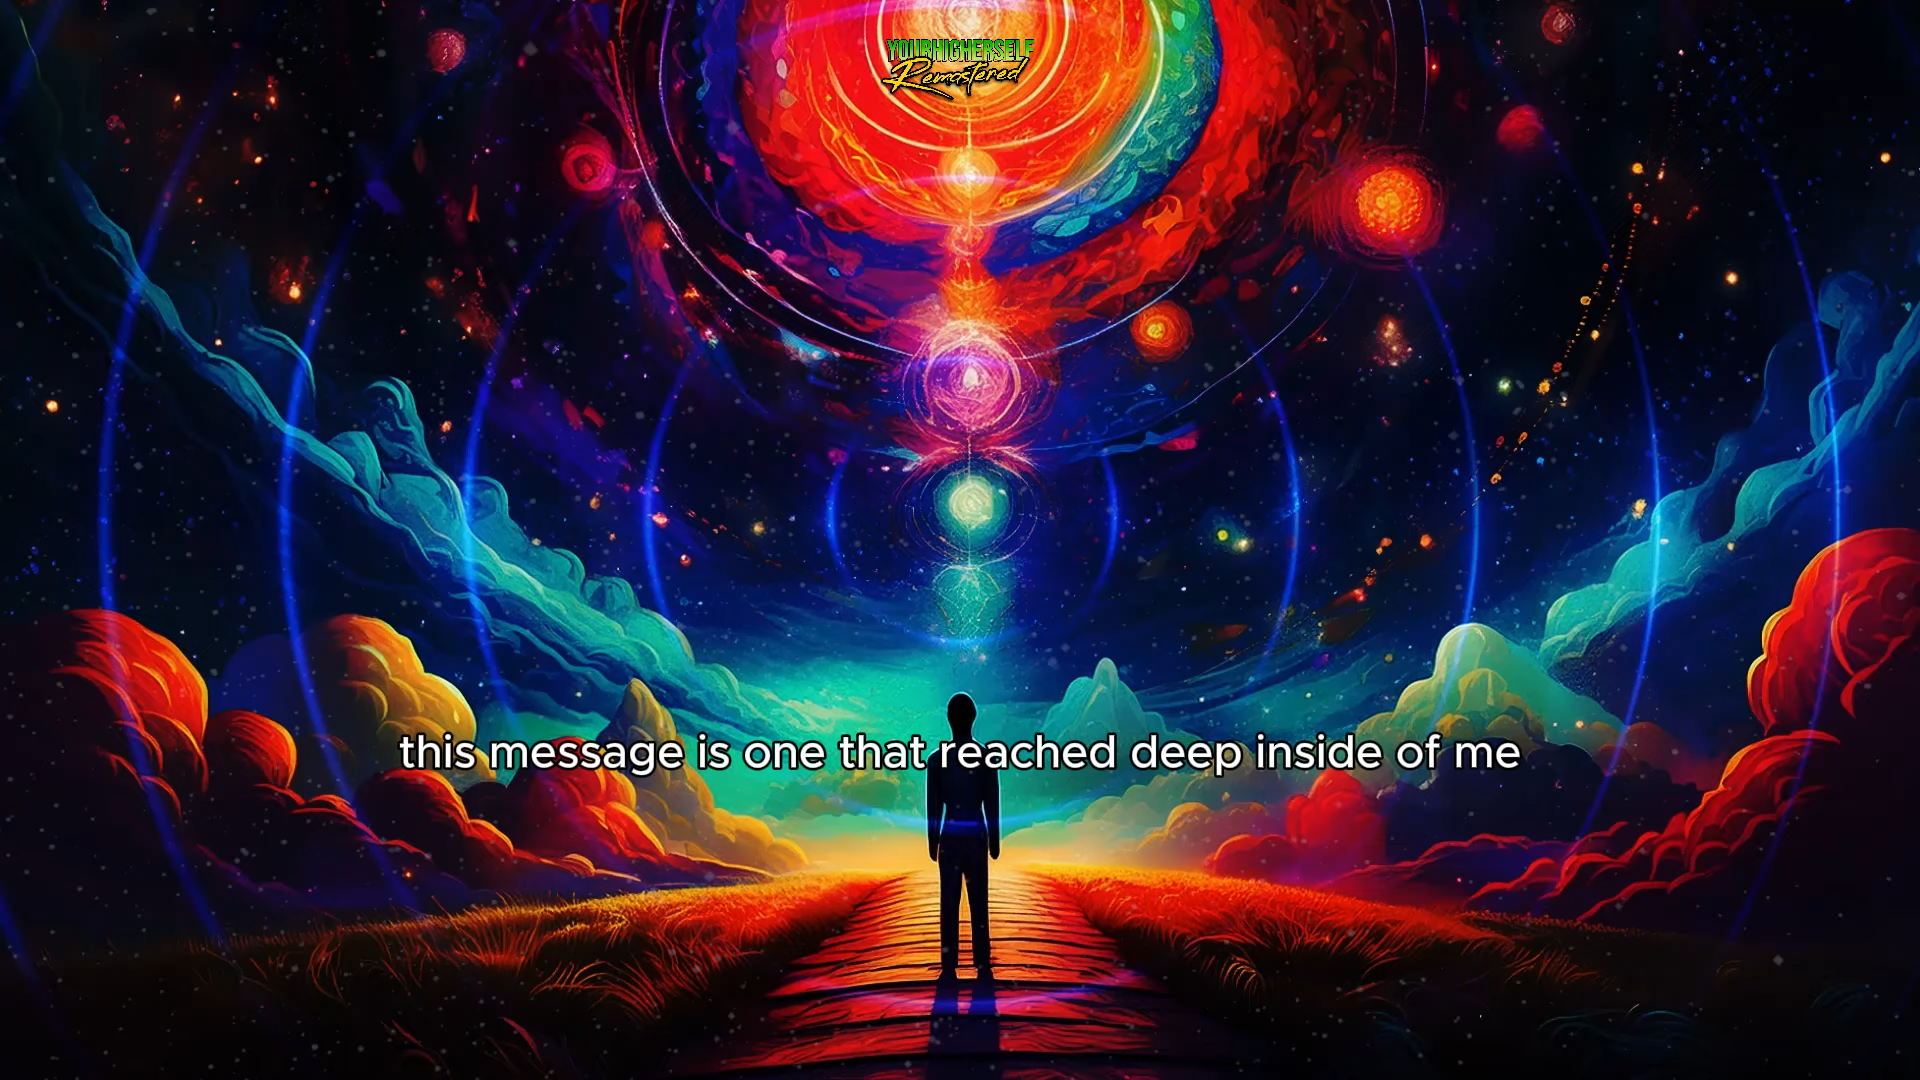 YOURHIGHERSELF
Remastered
this message is one that reached deep inside of me